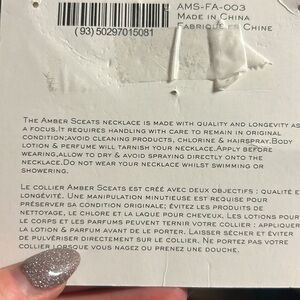 AMS-FA-003
Made in China
Fabriqué en Chine
(93) 50297015081
The Amber Sceats necklace is made with quality and longevity as
a focus.It requires handling with care to remain in original
condition;avoid cleaning products, chlorine & hairspray.Body
lotion & perfume will tarnish your necklace.Apply before
wearing,allow to dry & avoid spraying directly onto the
necklace.Do not wear your necklace whilst swimming or
showering.
Le collier Amber Sceats est créé avec deux objectifs : qualité e
longévité. Une manipulation minutieuse est requise pour
préserver sa condition originale; évitez les produits de
nettoyage, le chlore et la laque pour cheveux. Les lotions pour
le corps et les parfums peuvent ternir votre collier : appliquer
la lotion & parfum avant de le porter. Laisser sécher et éviter
de pulvériser directement sur le collier. Ne portez pas votre
collier lorsque vous nagez ou prenez une douche.